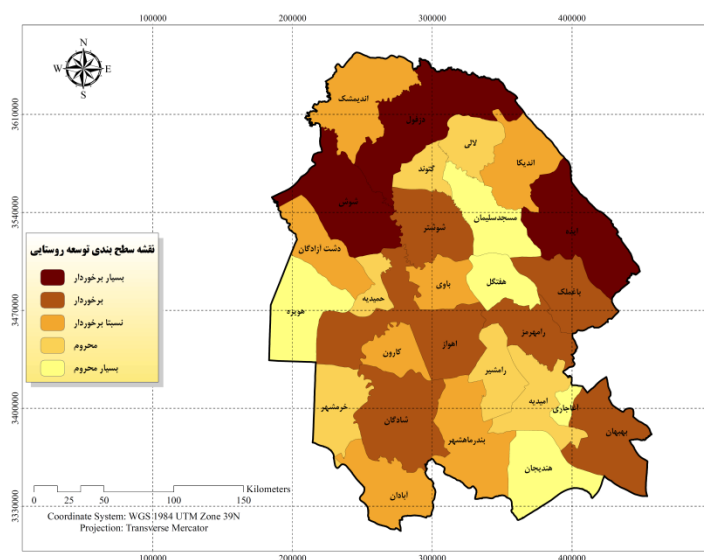 100000 200000 300000 400000
N
W E
S
اندیمشک
3610000
دزفول
لالی
اندیکا
گتوند
شوش
3540000
مسجدسلیمان
شوشتر
ایذه
نقشه سطح بندی توسعه روستایی
دشت آزادگان
بسیار برخوردار
هفتگل
باوی
باغملک
برخوردار
حمیدیه
هویزه
3470000
نسبتا برخوردار
رامهرمز
اهواز
کارون
محروم
رامشیر
بسیار محروم
امیدیه
آغاجاری
خرمشهر
3400000
شادگان
بهبهان
بندرماهشهر
هندیجان
Kilometers
0 25 50 100 150
آبادان
3330000
Coordinate System: WGS 1984 UTM Zone 39N
Projection: Transverse Mercator
100000 200000 300000 400000